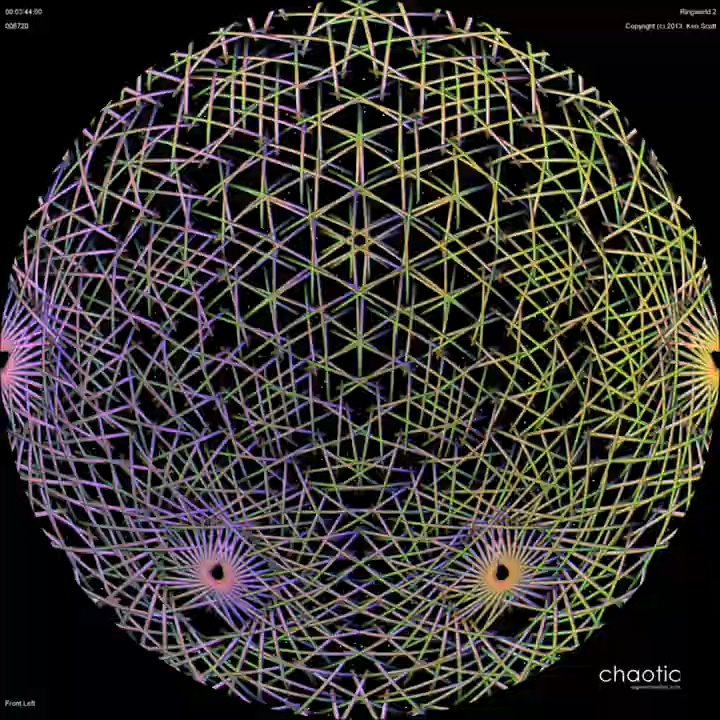 00:03:44:00
006720
Ringworld 2
Copyright (c) 2013, Ken Scott
chaotic
Front Left